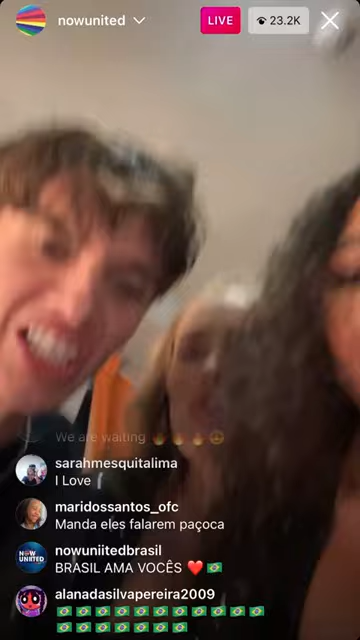 nowunited
LIVE
23.2K
We are waiting 🔥🔥🔥🤩
sarahmesquitalima
I Love
maridossantos_ofc
Manda eles falarem paçoca
NOW
UNIITED
nowuniitedbrasil
BRASIL AMA VOCÊS ❤️🇧🇷
alanadasilvapereira2009
🇧🇷🇧🇷🇧🇷🇧🇷🇧🇷🇧🇷🇧🇷🇧🇷🇧🇷🇧🇷🇧🇷
🇧🇷🇧🇷🇧🇷🇧🇷🇧🇷🇧🇷🇧🇷